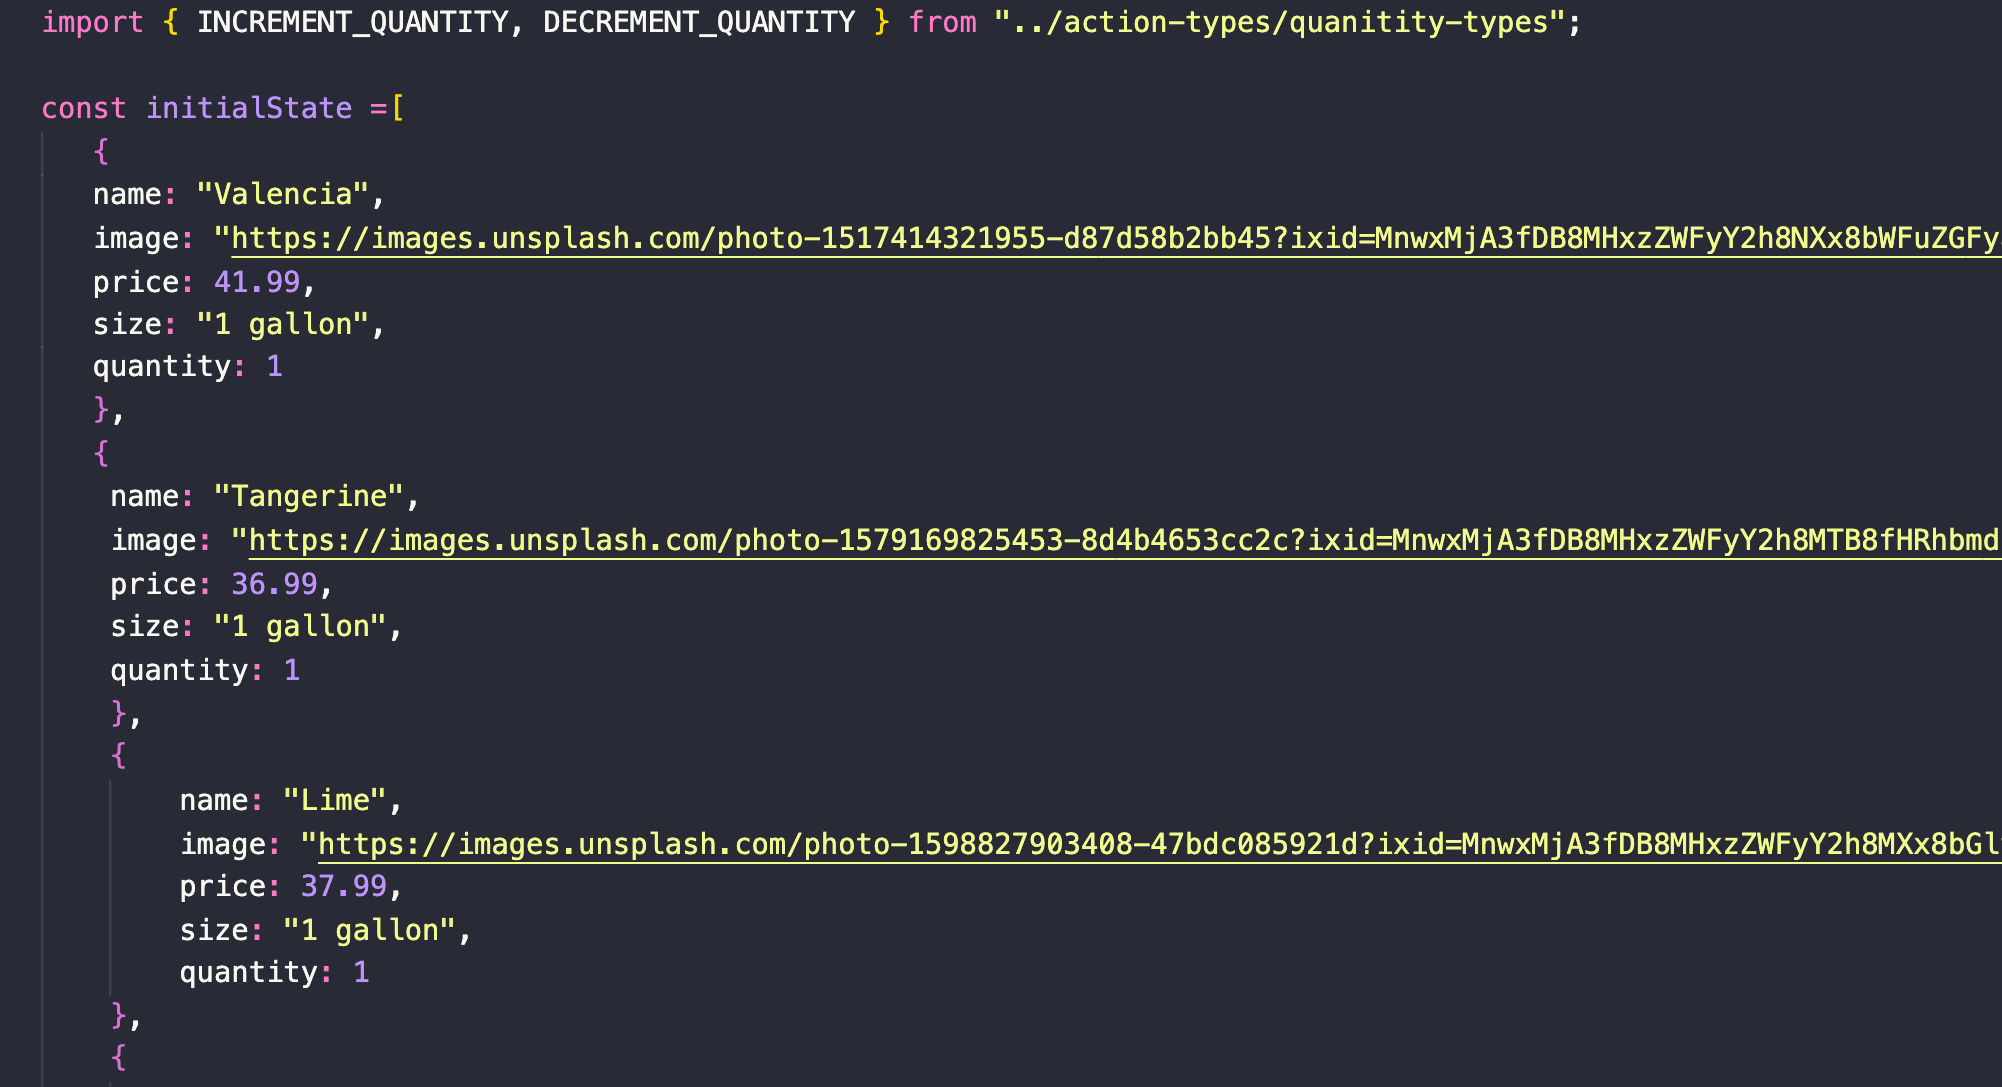 import { INCREMENT_QUANTITY, DECREMENT_QUANTITY } from "../action-types/quanitity-types";
const initialState =[
{
name: "Valencia",
image: "https://images.unsplash.com/photo-1517414321955-d87d58b2bb45?ixid=MnwxMjA3fDB8MHxzZWFyY2h8NXx8bWFuZGFy
price: 41.99,
size: "1 gallon",
quantity: 1
},
{
name: "Tangerine",
image: "https://images.unsplash.com/photo-1579169825453-8d4b4653cc2c?ixid=MnwxMjA3fDB8MHxzZWFyY2h8MTB8fHRhbmd
price: 36.99,
size: "1 gallon",
quantity: 1
},
{
name: "Lime",
image: "https://images.unsplash.com/photo-1598827903408-47bdc085921d?ixid=MnwxMjA3fDB8MHxzZWFyY2h8MXx8bGl
price: 37.99,
size: "1 gallon",
quantity: 1
},
{